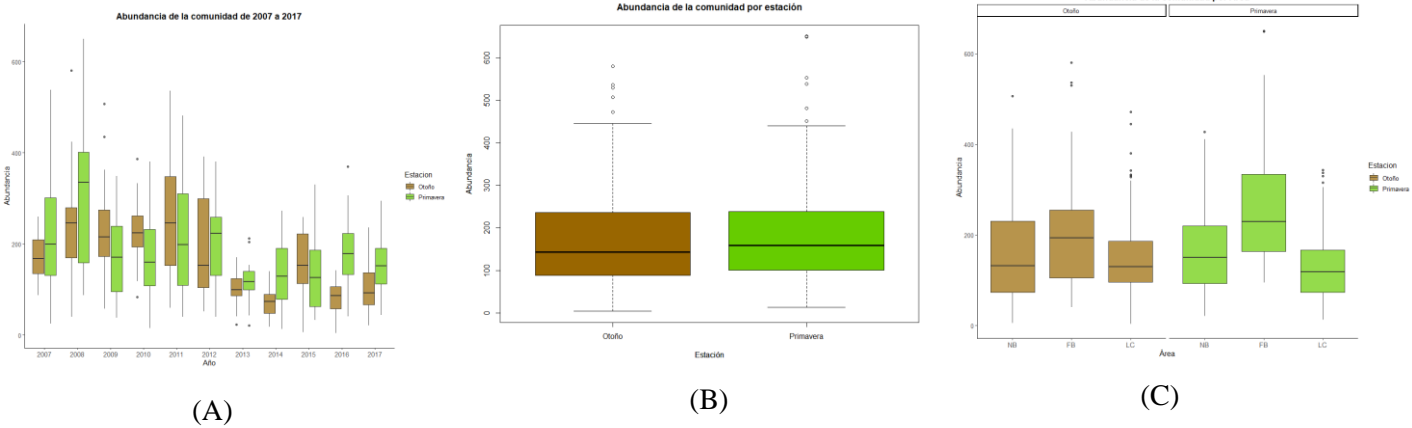 Abundancia de la comunidad de 2007 a 2017
Abundancia
600
400
200
0
2007 2008 2009 2010 2011 2012 2013 2014 2015 2016 2017
Año
Estacion
Otoño
Primavera
(A)
Abundancia de la comunidad por estación
Abundancia
600
500
400
300
200
100
0
Otoño Primavera
Estación
(B)
Otoño Primavera
Abundancia
600
400
200
0
NB FB LC NB FB LC
Área
Estacion
Otoño
Primavera
(C)